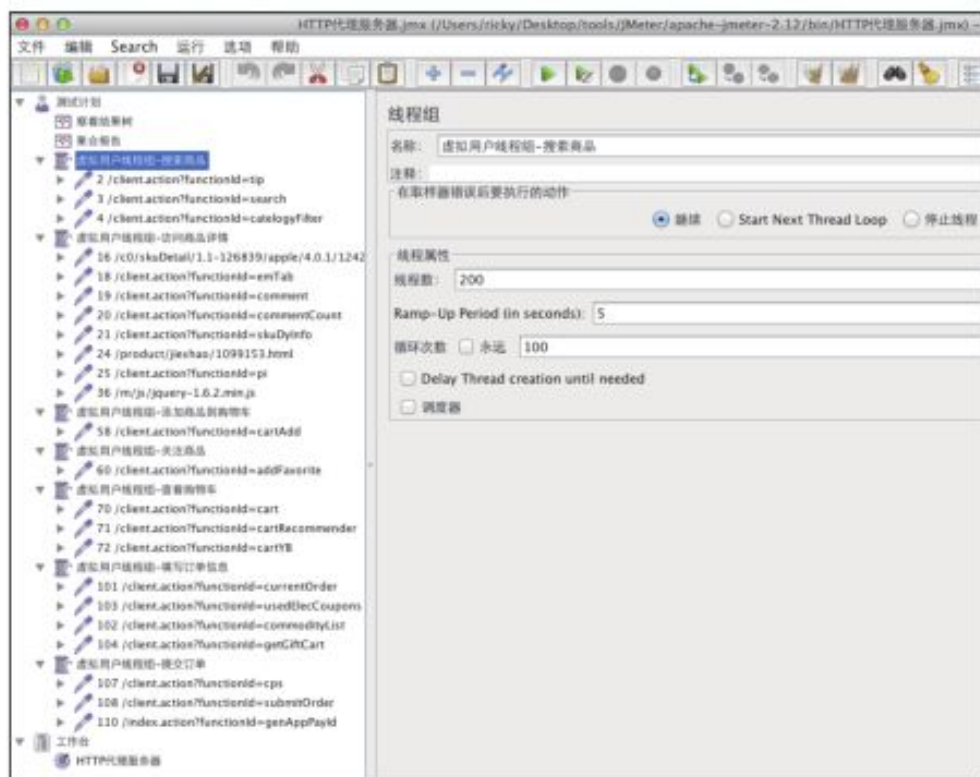 HTTP代理服务器.jmx (/Users/ricky/Desktop/tools/JMeter/apache-jmeter-2.12/bin/HTTP代理服务器.jmx) -
文件 编辑 Search 运行 选项 帮助
测试计划
察看结果树
聚合报告
虚拟用户线程组-搜索商品
2 /client.action?functionId=tip
3 /client.action?functionId=search
4 /client.action?functionId=catelogyFilter
虚拟用户线程组-访问商品详情
16 /c0/skuDetail/1.1-126839/apple/4.0.1/1242
18 /client.action?functionId=emTab
19 /client.action?functionId=comment
20 /client.action?functionId=commentCount
21 /client.action?functionId=skuDyInfo
24 /product/jieshao/1099153.html
25 /client.action?functionId=pi
36 /m/js/jquery-1.6.2.min.js
虚拟用户线程组-添加商品到购物车
58 /client.action?functionId=cartAdd
虚拟用户线程组-关注商品
60 /client.action?functionId=addFavorite
虚拟用户线程组-查看购物车
70 /client.action?functionId=cart
71 /client.action?functionId=cartRecommender
72 /client.action?functionId=cartYB
虚拟用户线程组-填写订单信息
101 /client.action?functionId=currentOrder
103 /client.action?functionId=usedElecCoupons
102 /client.action?functionId=commodityList
104 /client.action?functionId=getGiftCart
虚拟用户线程组-提交订单
107 /client.action?functionId=cps
108 /client.action?functionId=submitOrder
110 /index.action?functionId=genAppPayId
工作台
HTTP代理服务器
线程组
名称: 虚拟用户线程组-搜索商品
注释:
在取样器错误后要执行的动作
继续 Start Next Thread Loop 停止线程
线程属性
线程数: 200
Ramp-Up Period (in seconds): 5
循环次数 永远 100
Delay Thread creation until needed
调度器